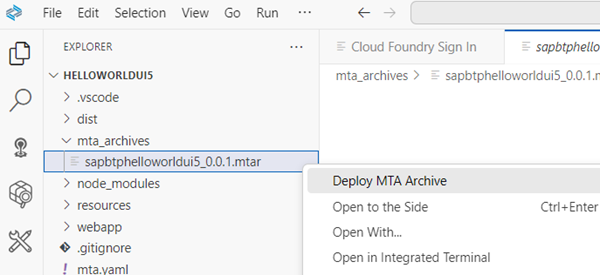 File Edit Selection View Go Run ···
EXPLORER ···
HELLOWORLDUI5
.vscode
dist
mta_archives
sapbtphelloworldui5_0.0.1.mtar
node_modules
resources
webapp
.gitignore
mta.yaml
Cloud Foundry Sign In
sapbtphello
mta_archives > sapbtphelloworldui5_0.0.1.m
Deploy MTA Archive
Open to the Side Ctrl+Enter
Open With...
Open in Integrated Terminal